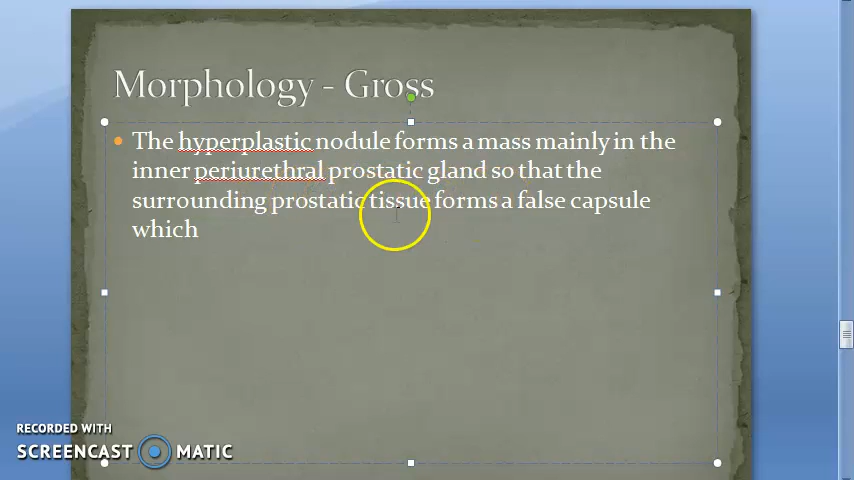 Morphology - Gross
The hyperplastic nodule forms a mass mainly in the
inner periurethral prostatic gland so that the
surrounding prostatic tissue forms a false capsule
which
RECORDED WITH
SCREENCAST MATIC